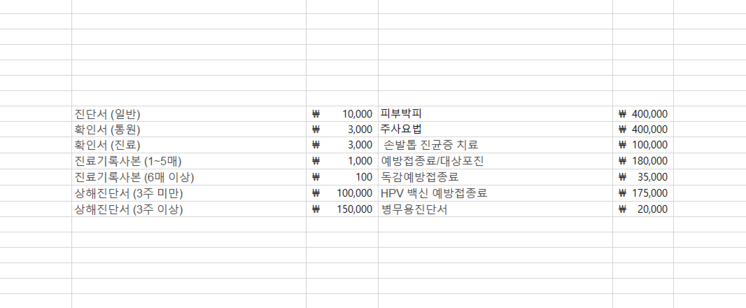 진단서 (일반) ₩ 10,000 피부박피 ₩ 400,000
확인서 (통원) ₩ 3,000 주사요법 ₩ 400,000
확인서 (진료) ₩ 3,000 손발톱 진균증 치료 ₩ 100,000
진료기록사본 (1~5매) ₩ 1,000 예방접종료/대상포진 ₩ 180,000
진료기록사본 (6매 이상) ₩ 100 독감예방접종료 ₩ 35,000
상해진단서 (3주 미만) ₩ 100,000 HPV 백신 예방접종료 ₩ 175,000
상해진단서 (3주 이상) ₩ 150,000 병무용진단서 ₩ 20,000